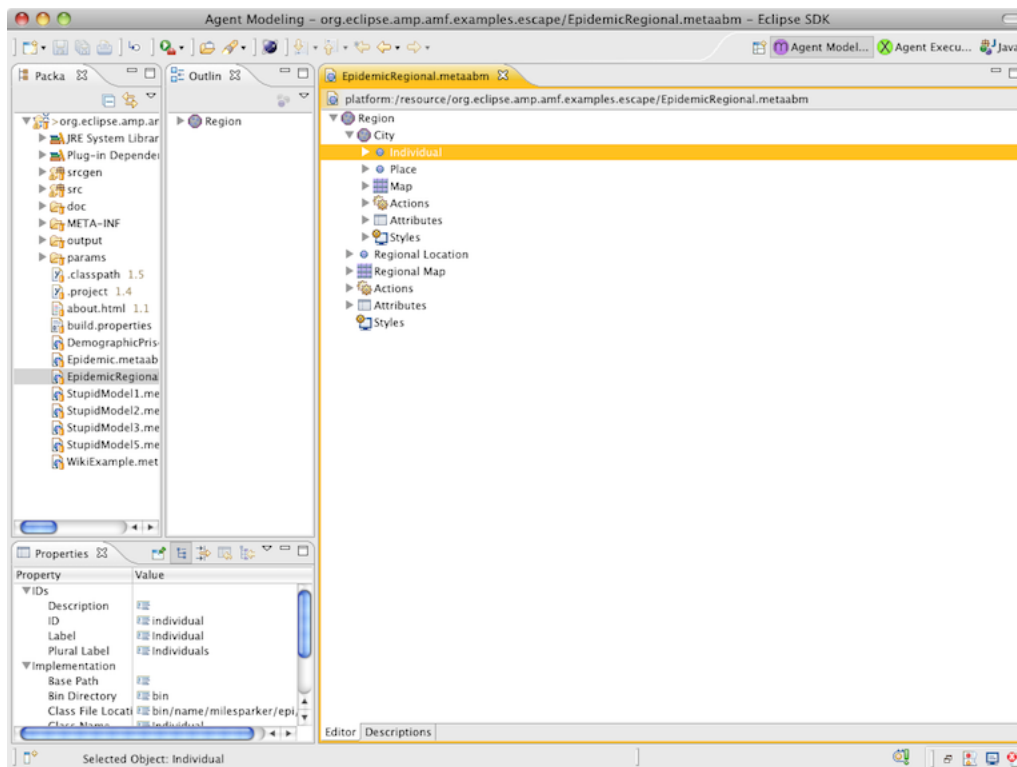 Agent Modeling – org.eclipse.amp.amf.examples.escape/EpidemicRegional.metaabm – Eclipse SDK
Agent Model... Agent Execu... Java
Packa
Outlin
EpidemicRegional.metaabm
platform:/resource/org.eclipse.amp.amf.examples.escape/EpidemicRegional.metaabm
>org.eclipse.amp.ar
JRE System Librar
Plug-in Depende
srcgen
src
doc
META-INF
output
params
.classpath 1.5
.project 1.4
about.html 1.1
build.properties
DemographicPris
Epidemic.metaab
EpidemicRegiona
StupidModel1.me
StupidModel2.me
StupidModel3.me
StupidModel5.me
WikiExample.met
Region
Region
City
Individual
Place
Map
Actions
Attributes
Styles
Regional Location
Regional Map
Actions
Attributes
Styles
Properties
Property Value
IDs
Description
ID individual
Label Individual
Plural Label Individuals
Implementation
Base Path
Bin Directory bin
Class File Locati bin/name/milesparker/epi/
Class Name Individual
Editor Descriptions
Selected Object: Individual